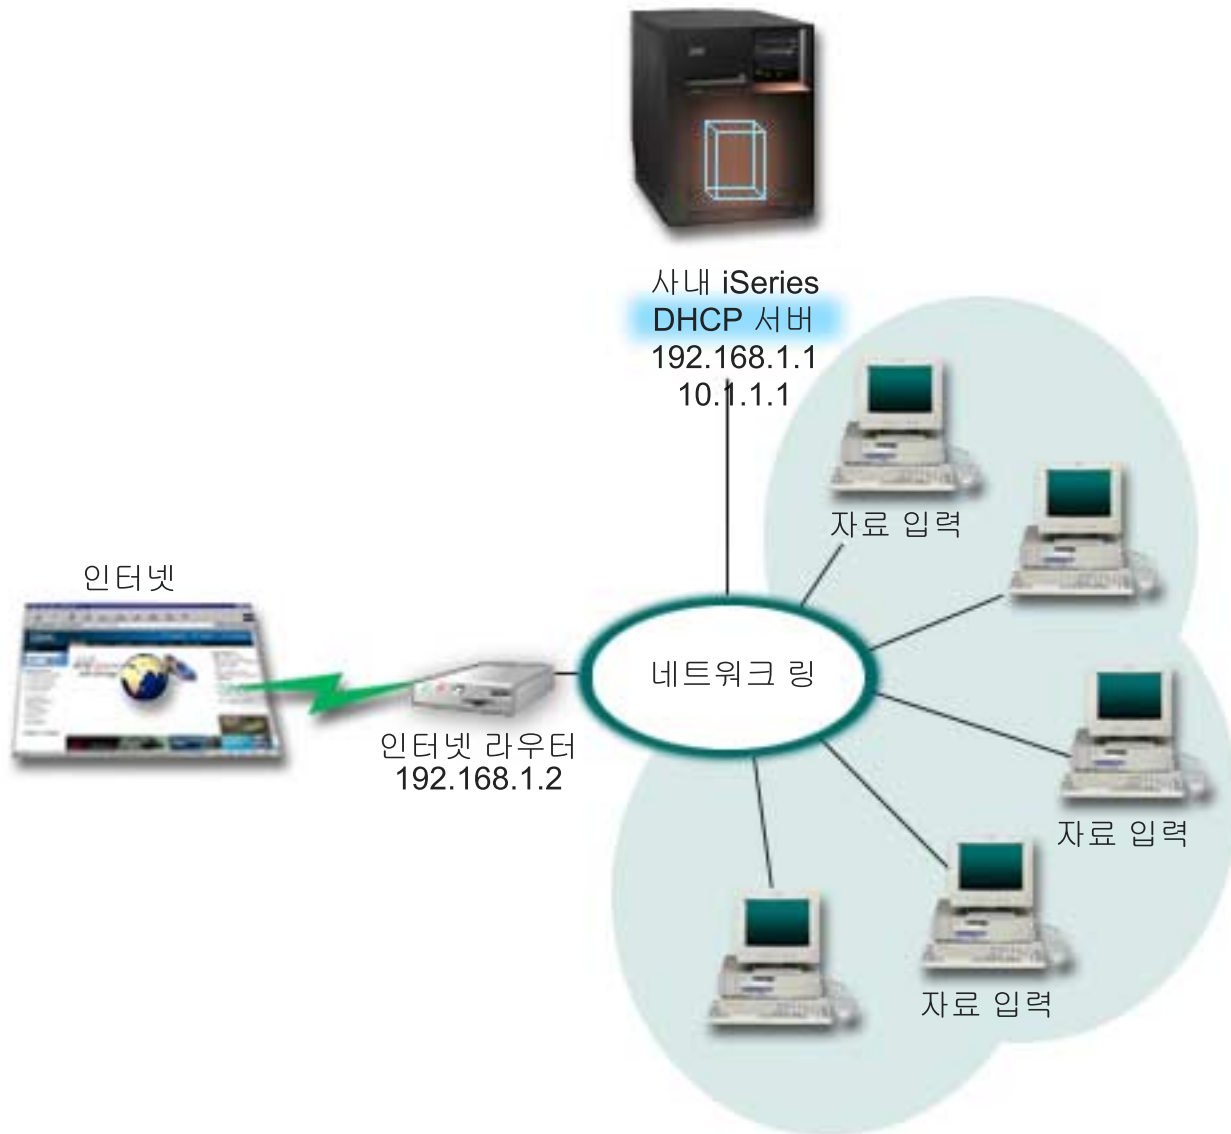 사내 iSeries
DHCP 서버
192.168.1.1
10.1.1.1
자료 입력
인터넷
네트워크 링
인터넷 라우터
192.168.1.2
자료 입력
자료 입력